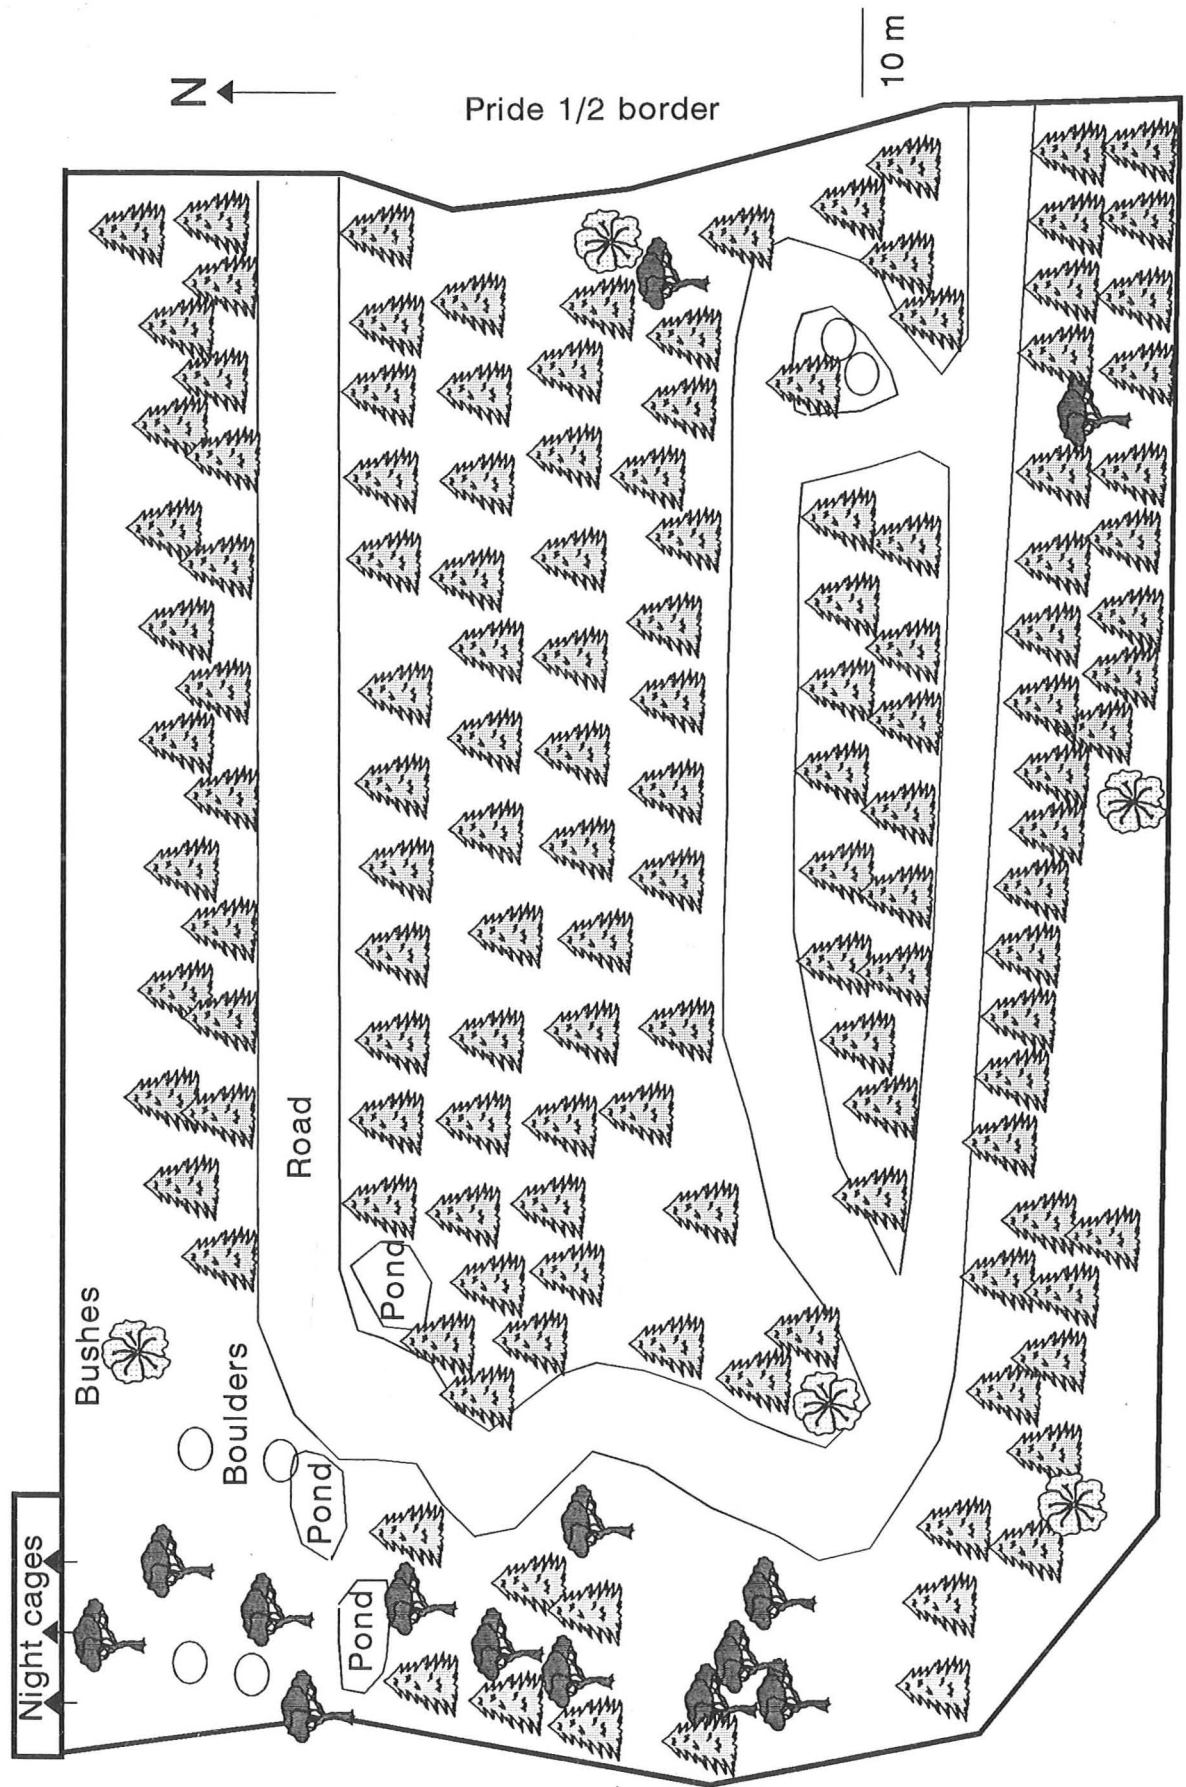 N
Pride 1/2 border
10 m
Road
Pond
Bushes
Boulders
Pond
Pond
Night cages